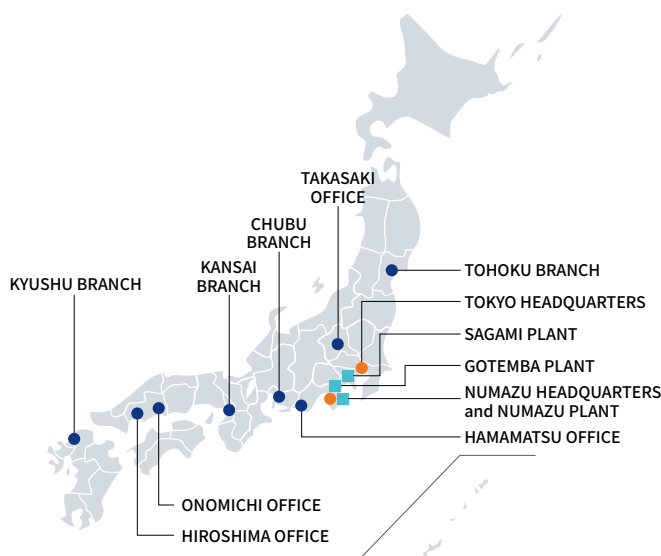 TAKASAKI
OFFICE
CHUBU
BRANCH
KANSAI
BRANCH
KYUSHU BRANCH
TOHOKU BRANCH
TOKYO HEADQUARTERS
SAGAMI PLANT
GOTEMBA PLANT
NUMAZU HEADQUARTERS
and NUMAZU PLANT
HAMAMATSU OFFICE
ONOMICHI OFFICE
HIROSHIMA OFFICE